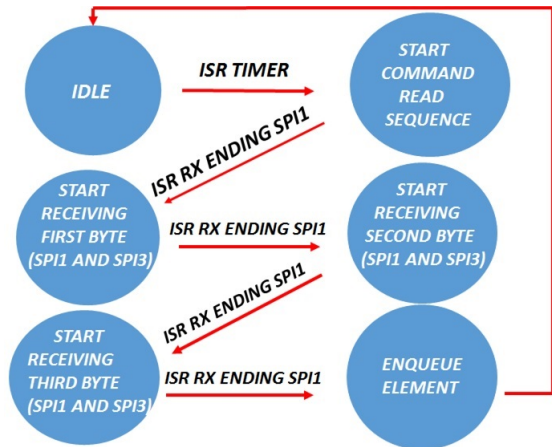 IDLE
ISR TIMER
START
COMMAND
READ
SEQUENCE
ISR RX ENDING SPI1
START
RECEIVING
FIRST BYTE
(SPI1 AND SPI3)
ISR RX ENDING SPI1
START
RECEIVING
SECOND BYTE
(SPI1 AND SPI3)
ISR RX ENDING SPI1
START
RECEIVING
THIRD BYTE
(SPI1 AND SPI3)
ISR RX ENDING SPI1
ENQUEUE
ELEMENT